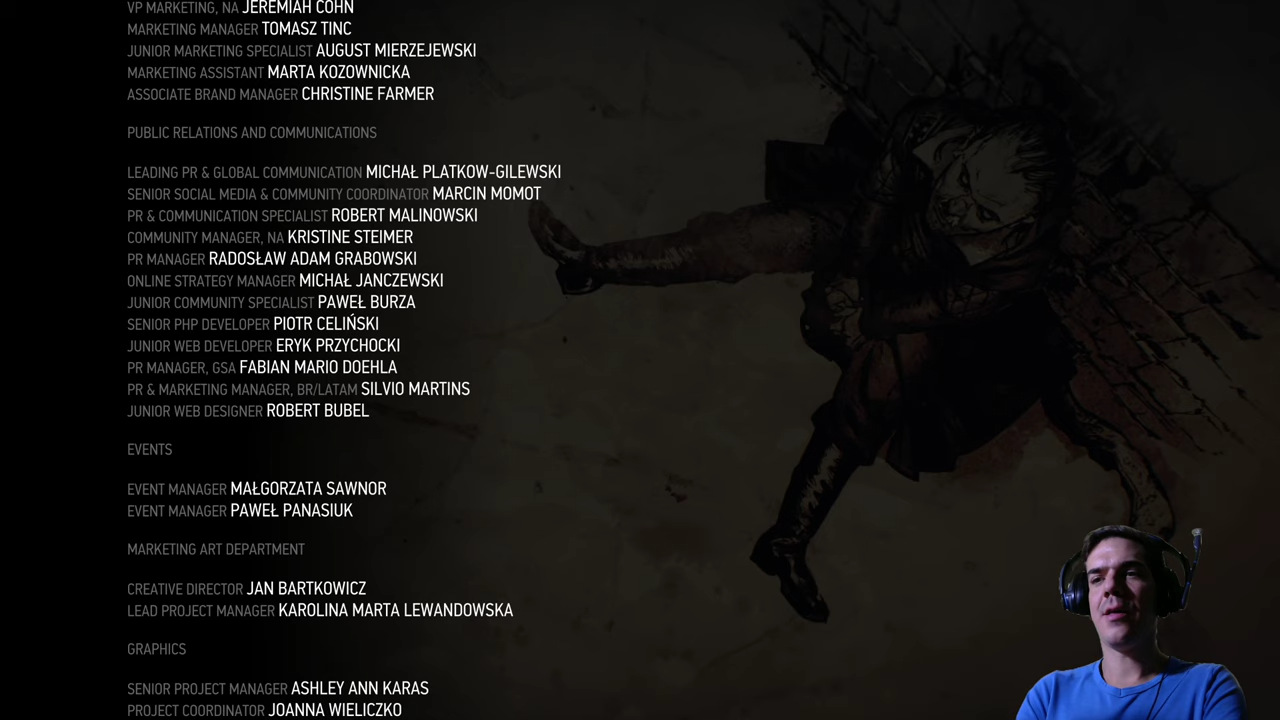 VP MARKETING, NA JEREMIAH COHN
MARKETING MANAGER TOMASZ TINC
JUNIOR MARKETING SPECIALIST AUGUST MIERZEJEWSKI
MARKETING ASSISTANT MARTA KOZOWNICKA
ASSOCIATE BRAND MANAGER CHRISTINE FARMER
PUBLIC RELATIONS AND COMMUNICATIONS
LEADING PR & GLOBAL COMMUNICATION MICHAŁ PLATKOW-GILEWSKI
SENIOR SOCIAL MEDIA & COMMUNITY COORDINATOR MARCIN MOMOT
PR & COMMUNICATION SPECIALIST ROBERT MALINOWSKI
COMMUNITY MANAGER, NA KRISTINE STEIMER
PR MANAGER RADOSŁAW ADAM GRABOWSKI
ONLINE STRATEGY MANAGER MICHAŁ JANCZEWSKI
JUNIOR COMMUNITY SPECIALIST PAWEŁ BURZA
SENIOR PHP DEVELOPER PIOTR CELIŃSKI
JUNIOR WEB DEVELOPER ERYK PRZYCHOCKI
PR MANAGER, GSA FABIAN MARIO DOEHLA
PR & MARKETING MANAGER, BR/LATAM SILVIO MARTINS
JUNIOR WEB DESIGNER ROBERT BUBEL
EVENTS
EVENT MANAGER MAŁGORZATA SAWNOR
EVENT MANAGER PAWEŁ PANASIUK
MARKETING ART DEPARTMENT
CREATIVE DIRECTOR JAN BARTKOWICZ
LEAD PROJECT MANAGER KAROLINA MARTA LEWANDOWSKA
GRAPHICS
SENIOR PROJECT MANAGER ASHLEY ANN KARAS
PROJECT COORDINATOR JOANNA WIELICZKO